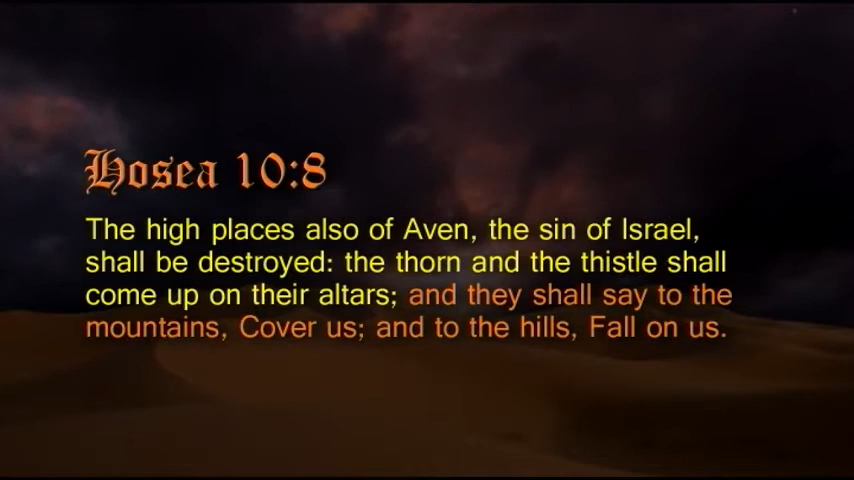 Hosea 10:8
The high places also of Aven, the sin of Israel,
shall be destroyed: the thorn and the thistle shall
come up on their altars; and they shall say to the
mountains, Cover us; and to the hills, Fall on us.